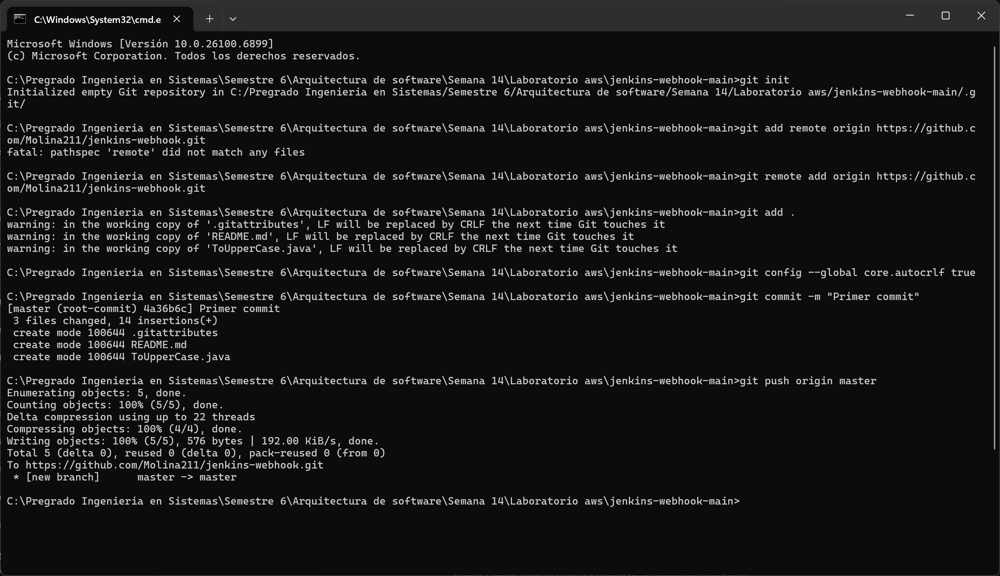 C:\Windows\System32\cmd.e
Microsoft Windows [Versión 10.0.26100.6899]
(c) Microsoft Corporation. Todos los derechos reservados.
C:\Pregrado Ingenieria en Sistemas\Semestre 6\Arquitectura de software\Semana 14\Laboratorio aws\jenkins-webhook-main>git init
Initialized empty Git repository in C:/Pregrado Ingenieria en Sistemas/Semestre 6/Arquitectura de software/Semana 14/Laboratorio aws/jenkins-webhook-main/.g
it/
C:\Pregrado Ingenieria en Sistemas\Semestre 6\Arquitectura de software\Semana 14\Laboratorio aws\jenkins-webhook-main>git add remote origin https://github.c
om/Molina211/jenkins-webhook.git
fatal: pathspec 'remote' did not match any files
C:\Pregrado Ingenieria en Sistemas\Semestre 6\Arquitectura de software\Semana 14\Laboratorio aws\jenkins-webhook-main>git remote add origin https://github.c
om/Molina211/jenkins-webhook.git
C:\Pregrado Ingenieria en Sistemas\Semestre 6\Arquitectura de software\Semana 14\Laboratorio aws\jenkins-webhook-main>git add .
warning: in the working copy of '.gitattributes', LF will be replaced by CRLF the next time Git touches it
warning: in the working copy of 'README.md', LF will be replaced by CRLF the next time Git touches it
warning: in the working copy of 'ToUpperCase.java', LF will be replaced by CRLF the next time Git touches it
C:\Pregrado Ingenieria en Sistemas\Semestre 6\Arquitectura de software\Semana 14\Laboratorio aws\jenkins-webhook-main>git config --global core.autocrlf true
C:\Pregrado Ingenieria en Sistemas\Semestre 6\Arquitectura de software\Semana 14\Laboratorio aws\jenkins-webhook-main>git commit -m "Primer commit"
[master (root-commit) 4a36b6c] Primer commit
 3 files changed, 14 insertions(+)
 create mode 100644 .gitattributes
 create mode 100644 README.md
 create mode 100644 ToUpperCase.java
C:\Pregrado Ingenieria en Sistemas\Semestre 6\Arquitectura de software\Semana 14\Laboratorio aws\jenkins-webhook-main>git push origin master
Enumerating objects: 5, done.
Counting objects: 100% (5/5), done.
Delta compression using up to 22 threads
Compressing objects: 100% (4/4), done.
Writing objects: 100% (5/5), 576 bytes | 192.00 KiB/s, done.
Total 5 (delta 0), reused 0 (delta 0), pack-reused 0 (from 0)
To https://github.com/Molina211/jenkins-webhook.git
 * [new branch]      master -> master
C:\Pregrado Ingenieria en Sistemas\Semestre 6\Arquitectura de software\Semana 14\Laboratorio aws\jenkins-webhook-main>